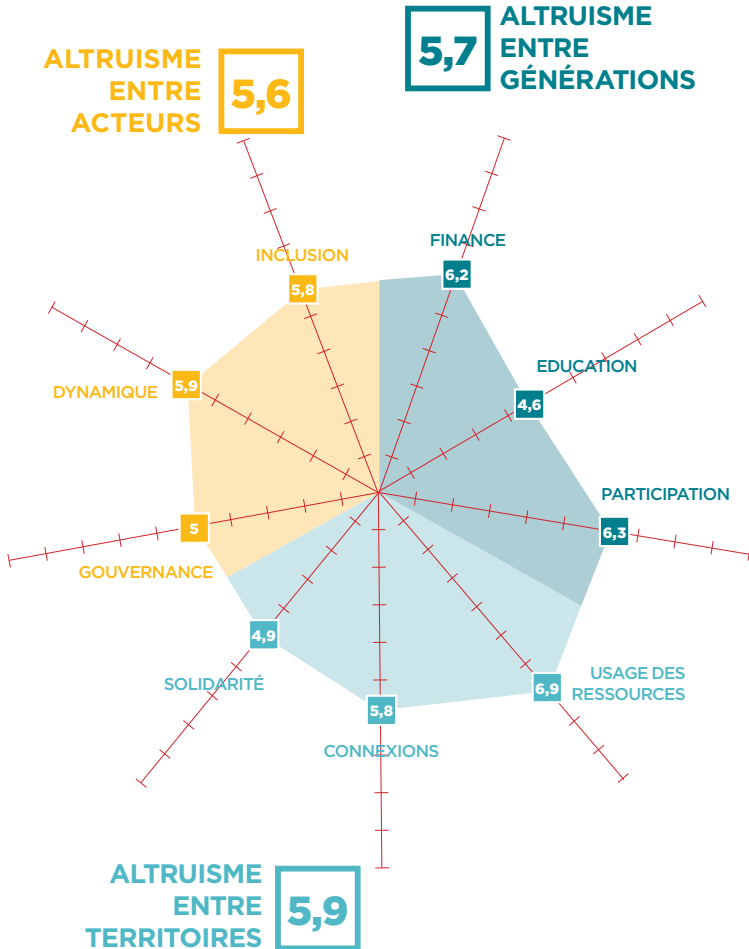 ALTRUISME
ENTRE
ACTEURS
5,6
5,7
ALTRUISME
ENTRE
GÉNÉRATIONS
FINANCE
6,2
INCLUSION
5,8
EDUCATION
4,6
DYNAMIQUE
5,9
PARTICIPATION
6,3
5
GOUVERNANCE
4,9
SOLIDARITÉ
USAGE DES
RESSOURCES
6,9
5,8
CONNEXIONS
ALTRUISME
ENTRE
TERRITOIRES
5,9